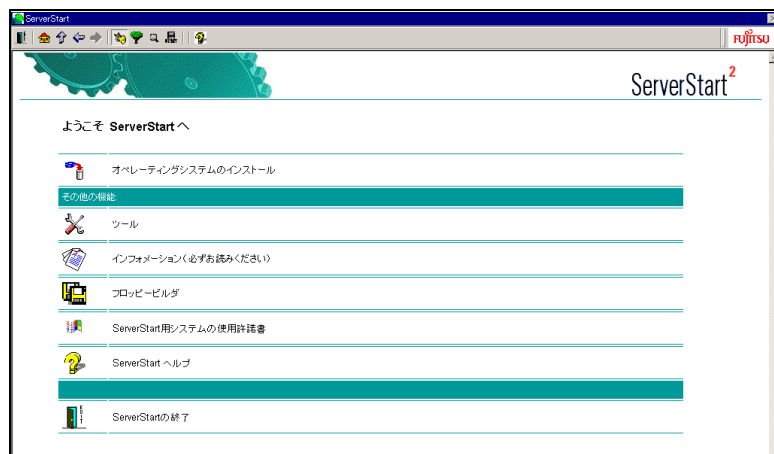 ServerStart
FUJITSU
ServerStart2
ようこそ ServerStart へ
オペレーティングシステムのインストール
その他の機能
ツール
インフォメーション(必ずお読みください)
フロッピービルダ
ServerStart用システムの使用許諾書
ServerStart ヘルプ
EXIT
ServerStartの終了